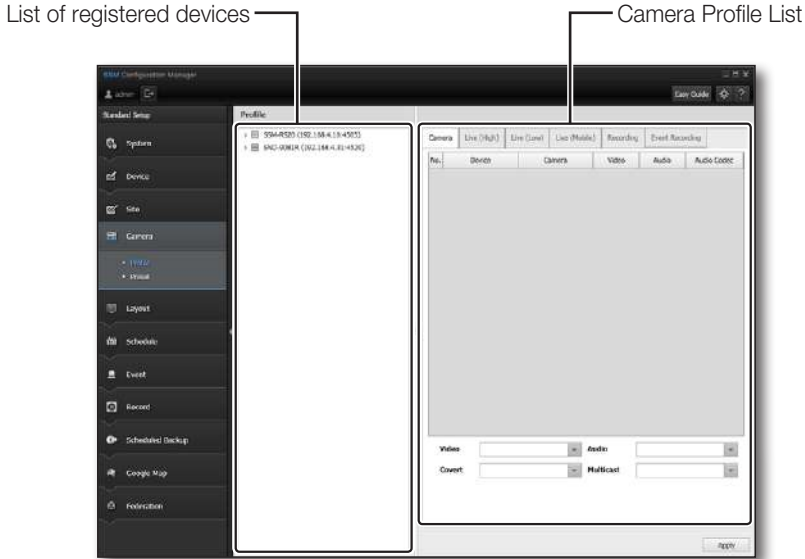 List of registered devices
Camera Profile List
SSM Configuration Manager
admin
Easy Guide
?
Standard Setup
Profile
System
Device
Site
Camera
Profile
Preset
Layout
Schedule
Event
Record
Scheduled Backup
Google Map
Federation
Camera Live (High) Live (Low) Live (Mobile) Recording Event Recording
No. Device Camera Video Audio Audio Codec
Video
Audio
Covert
Multicast
Apply